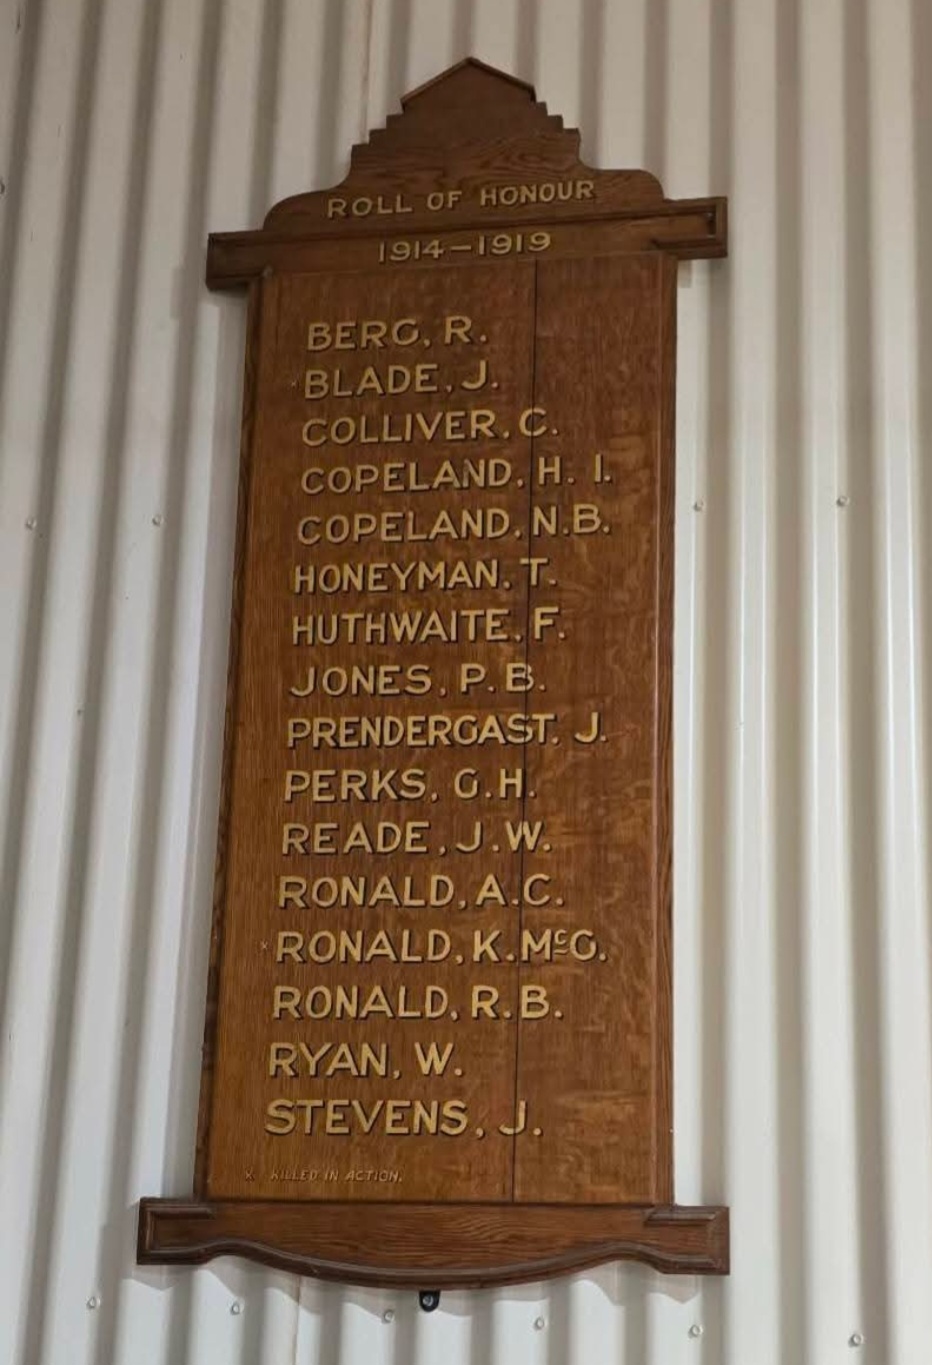 ROLL OF HONOUR
1914-1919
BERG, R.
×BLADE, J.
COLLIVER, C.
COPELAND, H. I.
COPELAND, N.B.
HONEYMAN, T.
HUTHWAITE, F.
JONES, P.B.
PRENDERGAST, J.
PERKS, G.H.
READE, J.W.
RONALD, A.C.
×RONALD, K.McG.
RONALD, R.B.
RYAN, W.
STEVENS, J.
× KILLED IN ACTION.